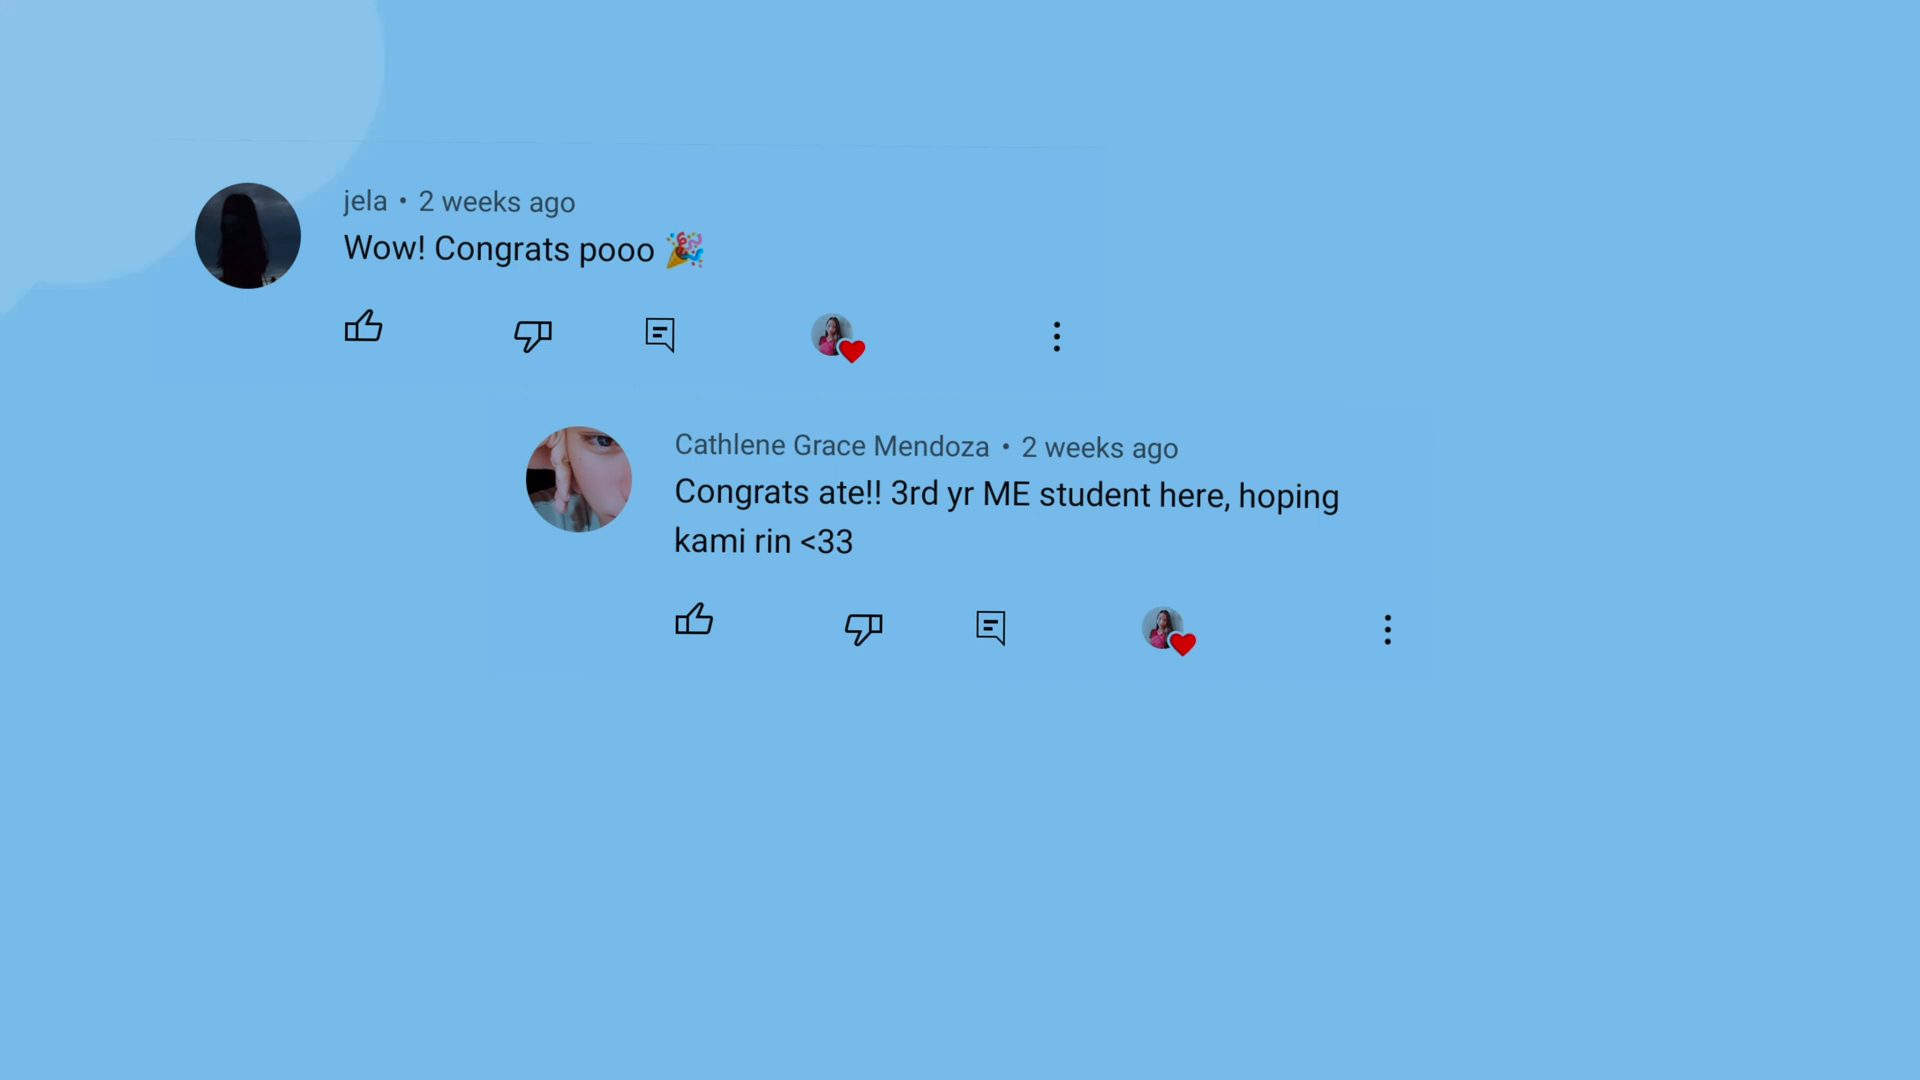 jela • 2 weeks ago
Wow! Congrats pooo 🎉
Cathlene Grace Mendoza • 2 weeks ago
Congrats ate!! 3rd yr ME student here, hoping
kami rin <33